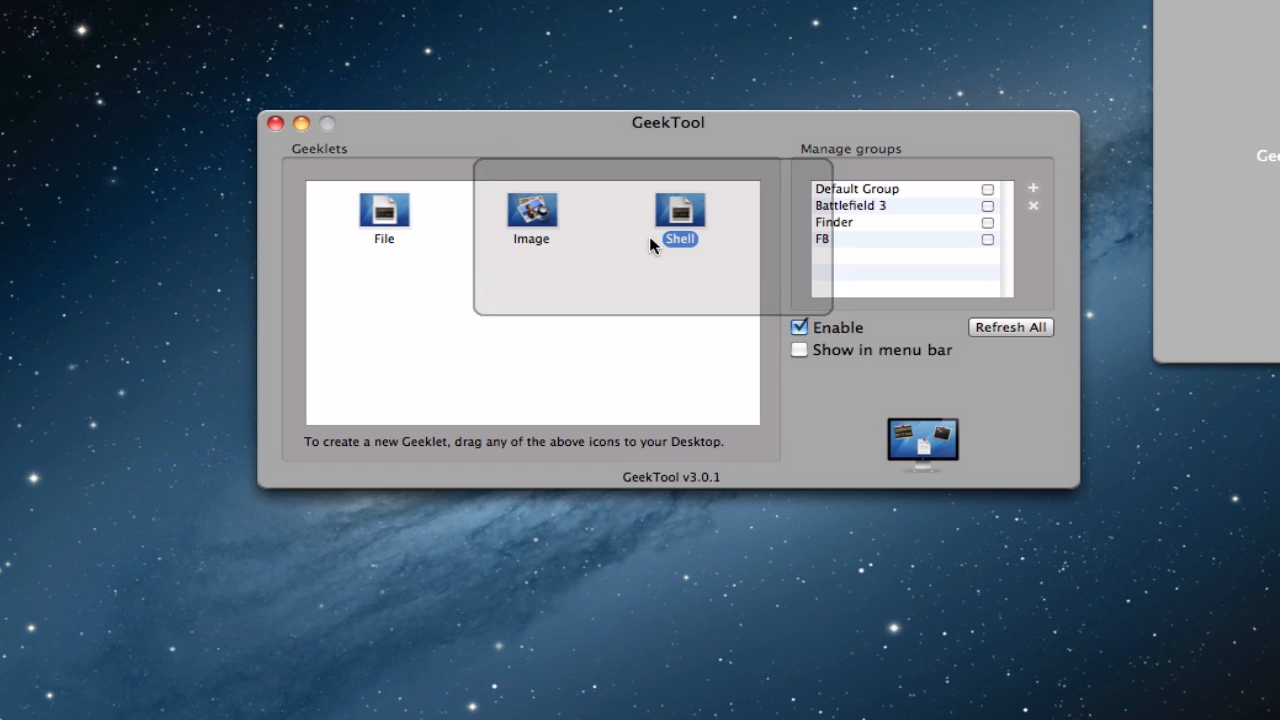 GeekTool
Geeklets
Manage groups
File
Image
Shell
Default Group
Battlefield 3
Finder
FB
Enable
Refresh All
Show in menu bar
To create a new Geeklet, drag any of the above icons to your Desktop.
GeekTool v3.0.1